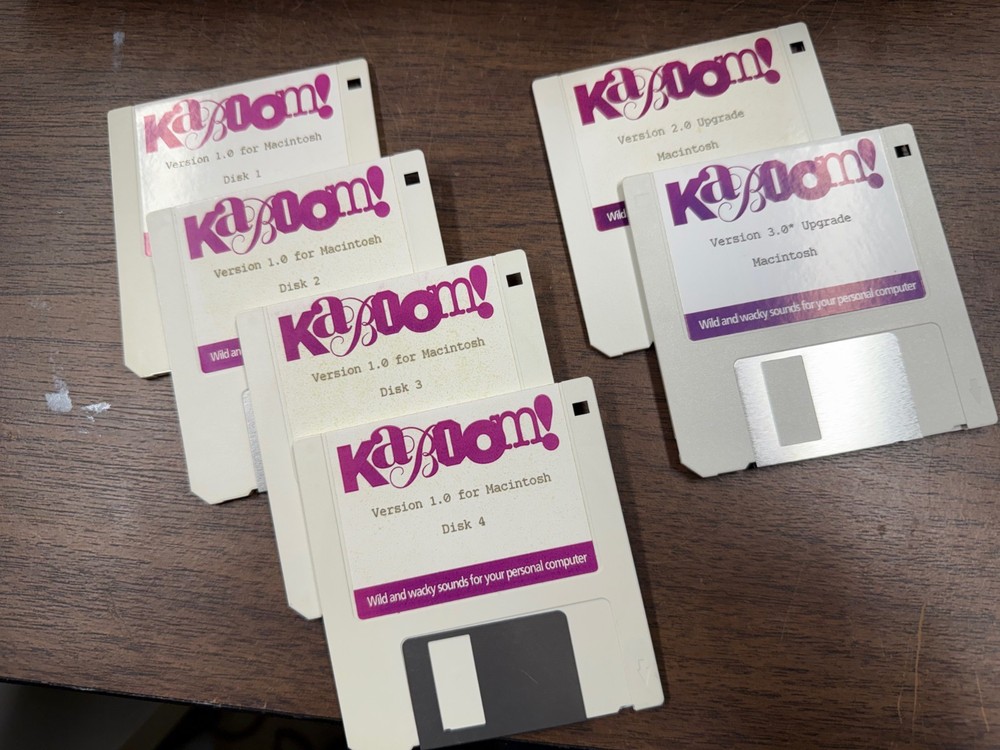 KaBoom!
Version 1.0 for Macintosh
Disk 1
KaBoom!
Version 1.0 for Macintosh
Disk 2
Wild an
KaBoom!
Version 1.0 for Macintosh
Disk 3
KaBoom!
Version 1.0 for Macintosh
Disk 4
Wild and wacky sounds for your personal computer
KaBoom!
Version 2.0 Upgrade
Macintosh
Wild
KaBoom!
Version 3.0* Upgrade
Macintosh
Wild and wacky sounds for your personal computer